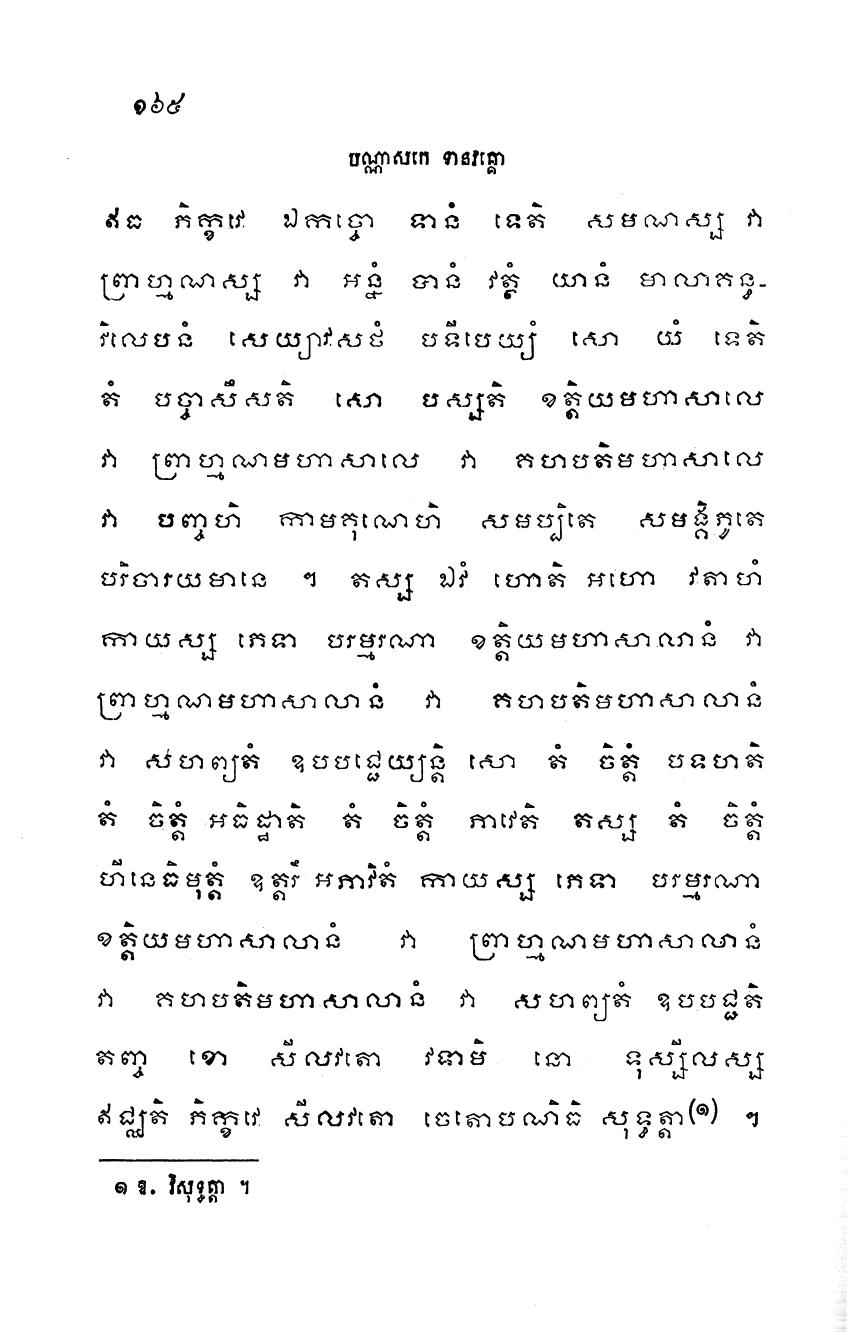 ១៦៥
បណ្ណាសកេ ទានវគ្គោ
ឥធ ភិក្ខវេ ឯកច្ចោ ទានំ ទេតិ សមណស្ស វា
ព្រាហ្មណស្ស វា អន្នំ បានំ វត្ថំ យានំ មាលាគន្ធ-
វិលេបនំ សេយ្យាវសថំ បទីបេយ្យំ សោ យំ ទេតិ
តំ បច្ចាសឹសតិ សោ បស្សតិ ខត្តិយមហាសាលេ
វា ព្រាហ្មណមហាសាលេ វា គហបតិមហាសាលេ
វា បញ្ចហិ កាមគុណេហិ សមប្បិតេ សមង្គិភូតេ
បរិចារយមានេ ។ តស្ស ឯវំ ហោតិ អហោ វតាហំ
កាយស្ស ភេទា បរម្មរណា ខត្តិយមហាសាលានំ វា
ព្រាហ្មណមហាសាលានំ វា គហបតិមហាសាលានំ
វា សហព្យតំ ឧបបជ្ជេយ្យន្តិ សោ តំ ចិត្តំ បទហតិ
តំ ចិត្តំ អធិដ្ឋាតិ តំ ចិត្តំ ភាវេតិ តស្ស តំ ចិត្តំ
ហីនេធិមុត្តំ ឧត្តរឹ អភាវិតំ កាយស្ស ភេទា បរម្មរណា
ខត្តិយមហាសាលានំ វា ព្រាហ្មណមហាសាលានំ
វា គហបតិមហាសាលានំ វា សហព្យតំ ឧបបជ្ជតិ
តញ្ច ខោ សីលវតោ វទាមិ នោ ទុស្សីលស្ស
ឥជ្ឈតិ ភិក្ខវេ សីលវតោ ចេតោបណិធិ សុទ្ធត្តា(១) ។
១ ឧ. វិសុទ្ធត្តា ។